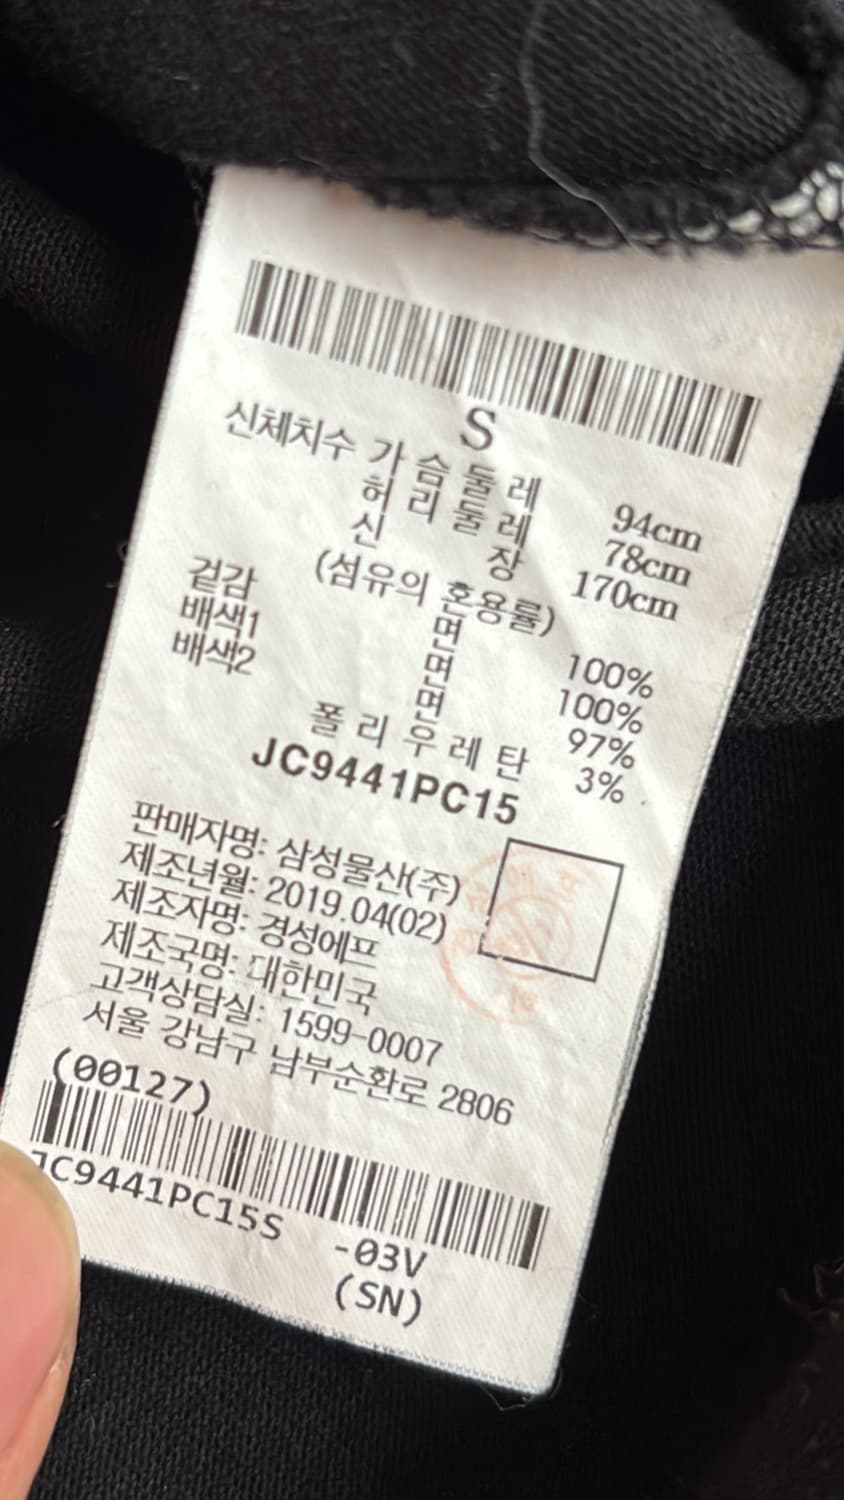 S
신체치수 가슴둘레 94cm
허리둘레 78cm
신장 170cm
(섬유의 혼용률)
겉감 면 100%
배색1 면 100%
배색2 면 97%
폴리우레탄 3%
JC9441PC15
판매자명: 삼성물산(주)
제조년월: 2019.04(02)
제조자명: 경성에프
제조국명: 대한민국
고객상담실: 1599-0007
서울 강남구 남부순환로 2806
(00127)
JC9441PC15S -03V
(SN)